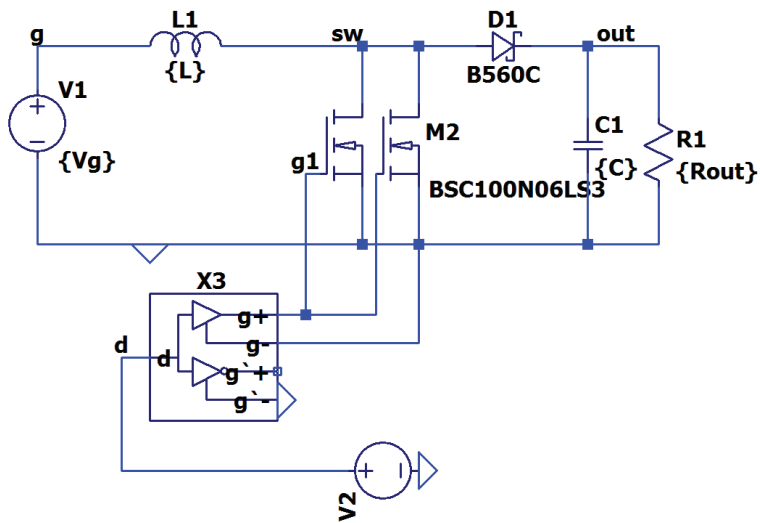 L1
D1
g
sw
out
{L}
B560C
V1
C1
M2
R1
g1
{Vg}
{C}
{Rout}
BSC100N06LS3
X3
g+
d
g-
d
g`+
g`-
V2